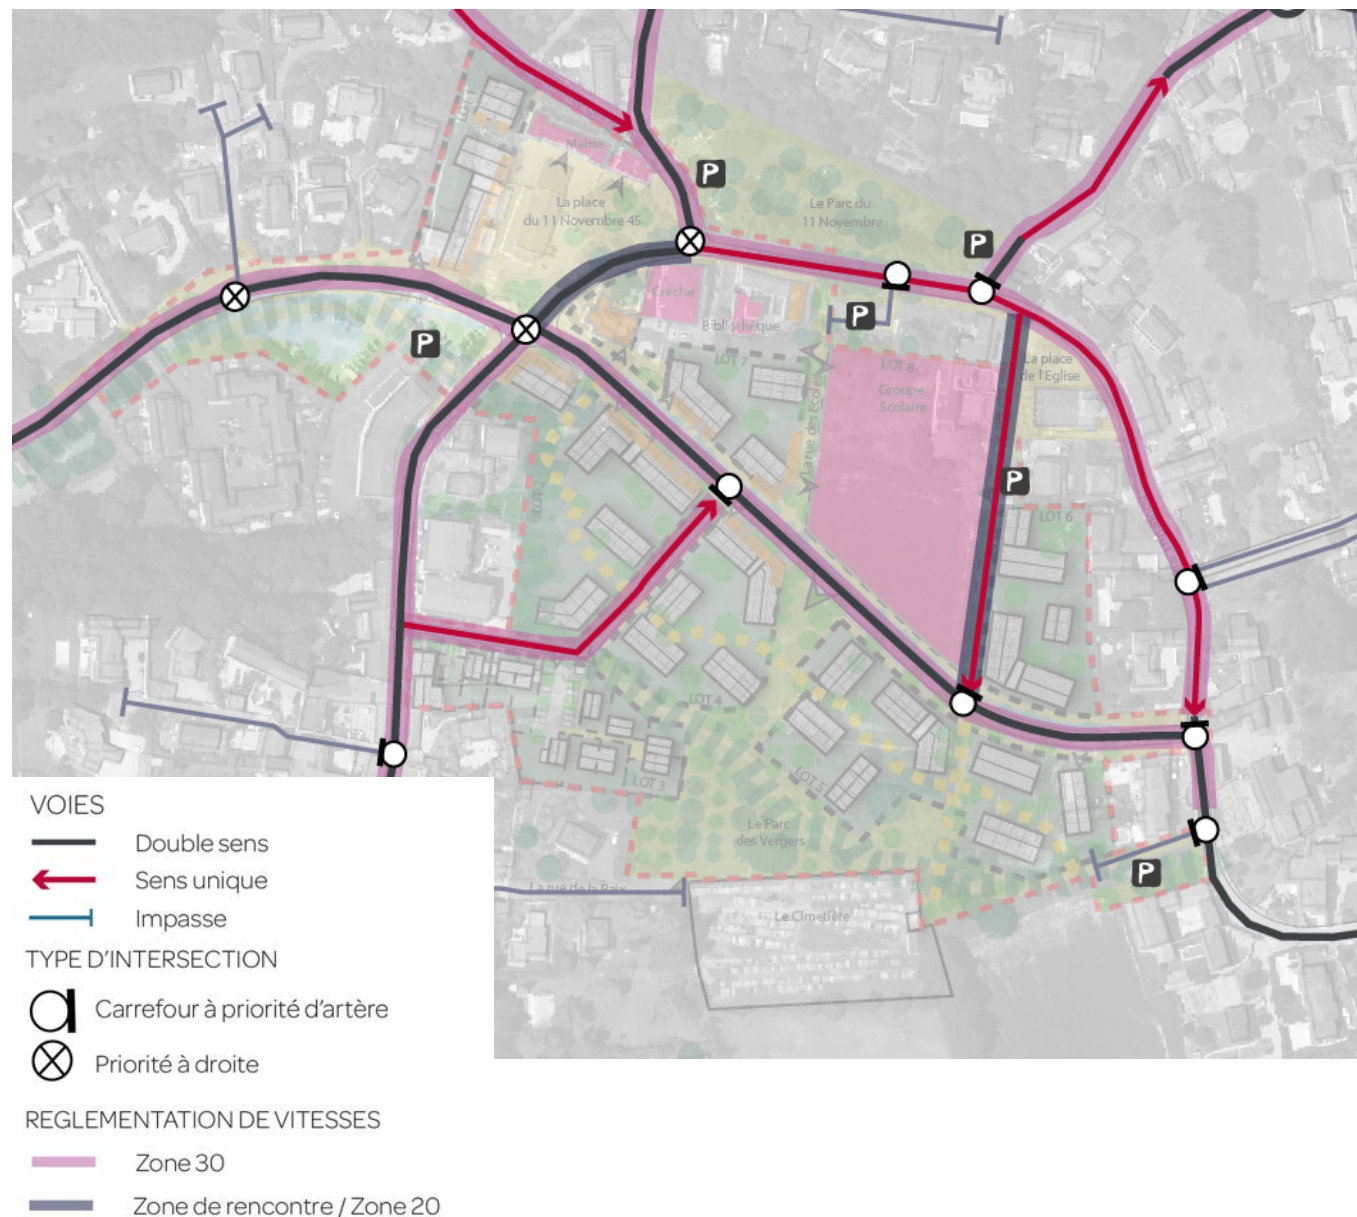 Mairie
P
La place
du 11 Novembre 45
Le Parc du
11 Novembre
P
Crèche
P
Bibliothèque
P
LOT 7
LOT 8
La place
de l'Eglise
Groupe
Scolaire
La rue des Ecoles
P
LOT 2
LOT 6
LOT 4
LOT 3
LOT 5
Le Parc
des Vergers
P
La rue de la Paix
Le Cimetière
VOIES
Double sens
Sens unique
Impasse
TYPE D'INTERSECTION
Carrefour à priorité d'artère
Priorité à droite
REGLEMENTATION DE VITESSES
Zone 30
Zone de rencontre / Zone 20